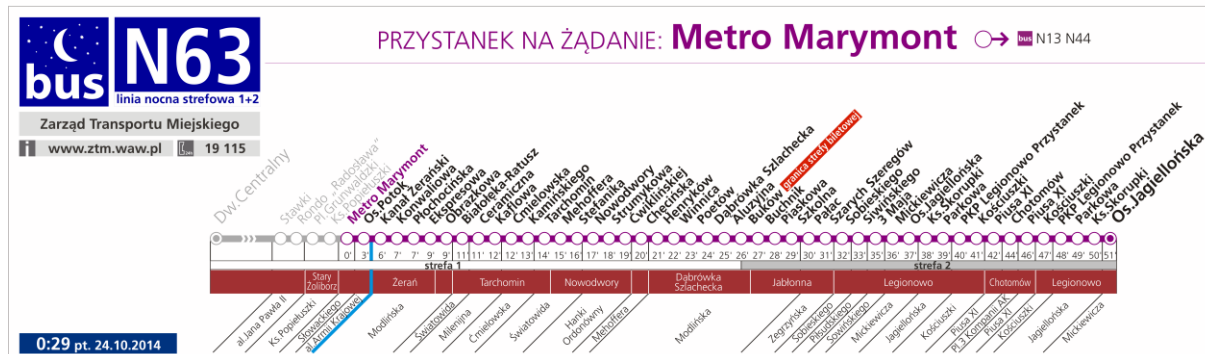 bus
N63
linia nocna strefowa 1+2
PRZYSTANEK NA ŻĄDANIE: Metro Marymont
bus N13 N44
Zarząd Transportu Miejskiego
i www.ztm.waw.pl 19 115
Dw.Centralny
Stawki
Rondo „Radosława”
Pl.Grunwaldzki
Ks.Popiełuszki
Metro Marymont
Os.Potok
Kanał Żerański
Konwaliowa
Płochocińska
Ekspresowa
Obrazkowa
Białołęka-Ratusz
Ceramiczna
Kafłowska
Ćmielowska
Kamińskiego
Tarchomin
Mehoffera
Stefanika
Nowodwory
Strumykowa
Ćwiklińskiej
Chęcińska
Henryków
Winnica
Poetów
Dąbrówka Szlachecka
Aluzyjna
granica strefy biletowej
Buków
Buchnik
Piaskowa
Szkolna
Pałac
Szarych Szeregów
Sobieskiego
Siwińskiego
3 Maja
Mickiewicza
Os.Jagiellońska
Ks.Skorupki
Parkowa
PKP Legionowo Przystanek
Kościuszki
Piusa XI
Chotomów
Piusa XI
Kościuszki
PKP Legionowo Przystanek
Parkowa
Ks.Skorupki
Os.Jagiellońska
0' 3' 6' 7' 7' 9' 9' 11' 11' 12' 12' 13' 14' 15' 16' 17' 18' 19' 20' 21' 22' 23' 24' 25' 26' 27' 28' 29' 30' 31' 32' 33' 35' 36' 37' 38' 39' 40' 41' 42' 44' 46' 47' 48' 49' 50' 51'
strefa 1 strefa 2
Stary Żoliborz
Żerań
Tarchomin
Nowodwory
Dąbrówka Szlachecka
Jabłonna
Legionowo
Chotomów
Legionowo
al.Jana Pawła II
Ks.Popiełuszki
Słowackiego
al.Armii Krajowej
Modlińska
Światowida
Milenijna
Ćmielowska
Światowida
Hanki Ordonówny
Mehoffera
Modlińska
Zegrzyńska
Sobieskiego
Piłsudskiego
Sowińskiego
Mickiewicza
Jagiellońska
Kościuszki
Piusa XI
Pl.3 Kompanii AK
Piusa XI
Kościuszki
Jagiellońska
Mickiewicza
0:29 pt. 24.10.2014